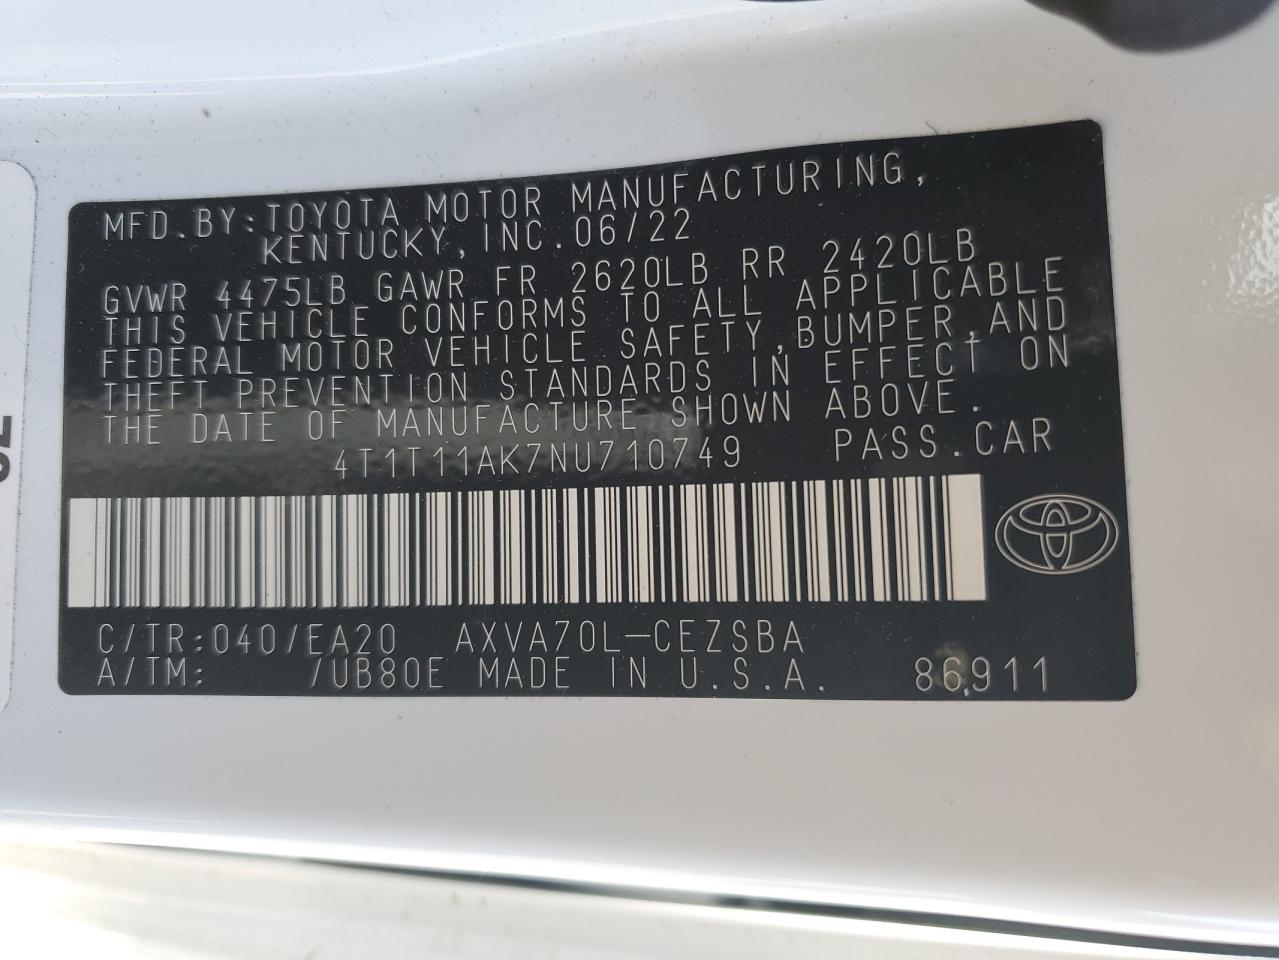 MFD.BY:TOYOTA MOTOR MANUFACTURING,
KENTUCKY, INC. 06/22
GVWR 4475LB GAWR FR 2620LB RR 2420LB
THIS VEHICLE CONFORMS TO ALL APPLICABLE
FEDERAL MOTOR VEHICLE SAFETY,BUMPER,AND
THEFT PREVENTION STANDARDS IN EFFECT ON
THE DATE OF MANUFACTURE SHOWN ABOVE.
4T1T11AK7NU710749 PASS.CAR
C/TR:040/EA20 AXVA70L-CEZSBA
A/TM: /UB80E MADE IN U.S.A. 86911